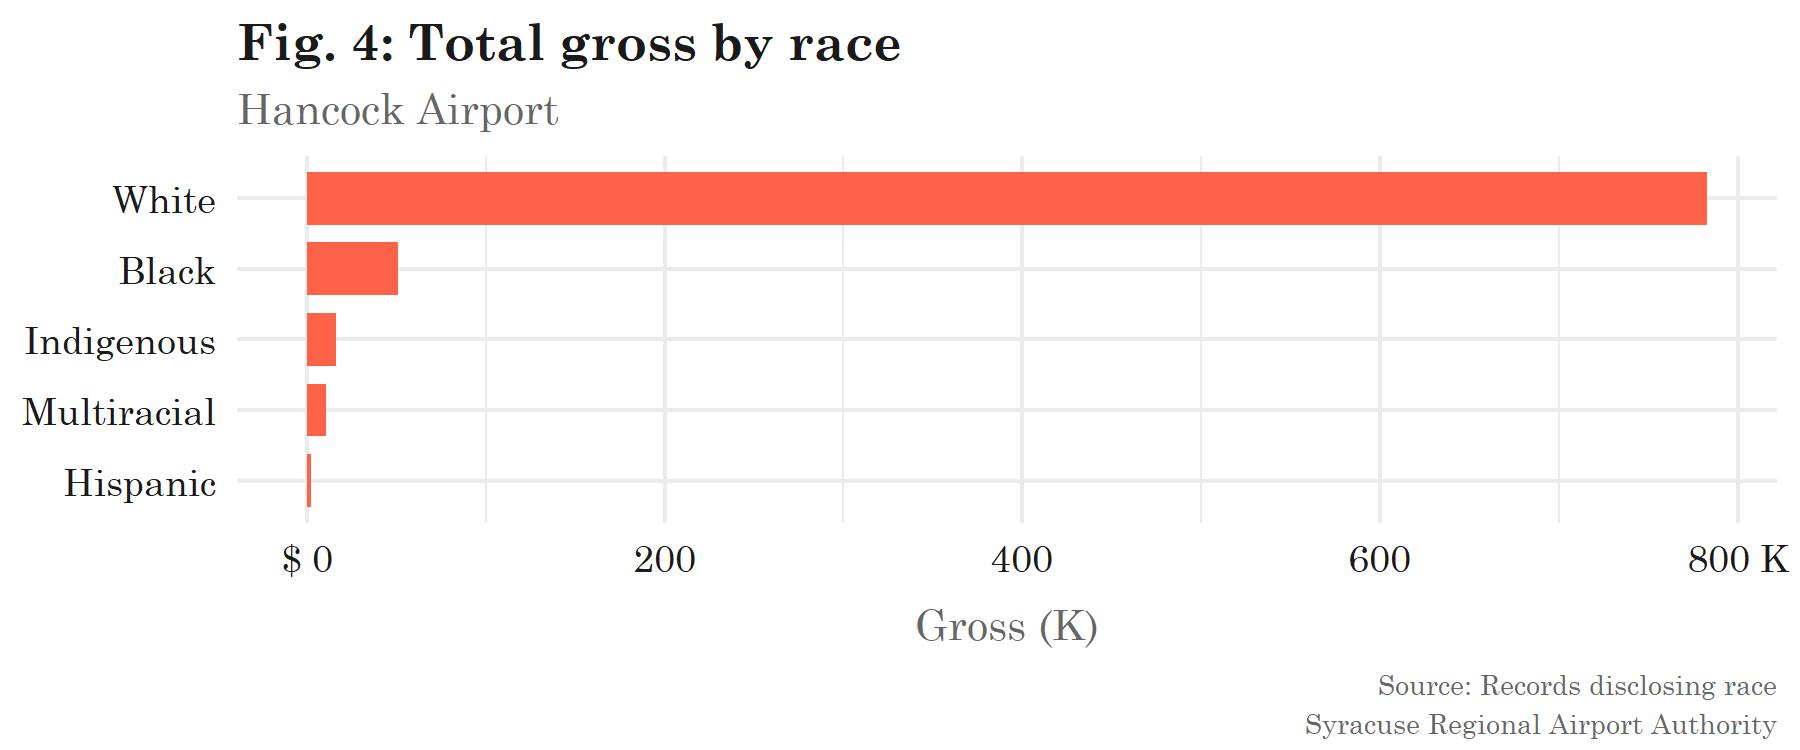 Fig. 4: Total gross by race
Hancock Airport
White
Black
Indigenous
Multiracial
Hispanic
$ 0 200 400 600 800 K
Gross (K)
Source: Records disclosing race
Syracuse Regional Airport Authority